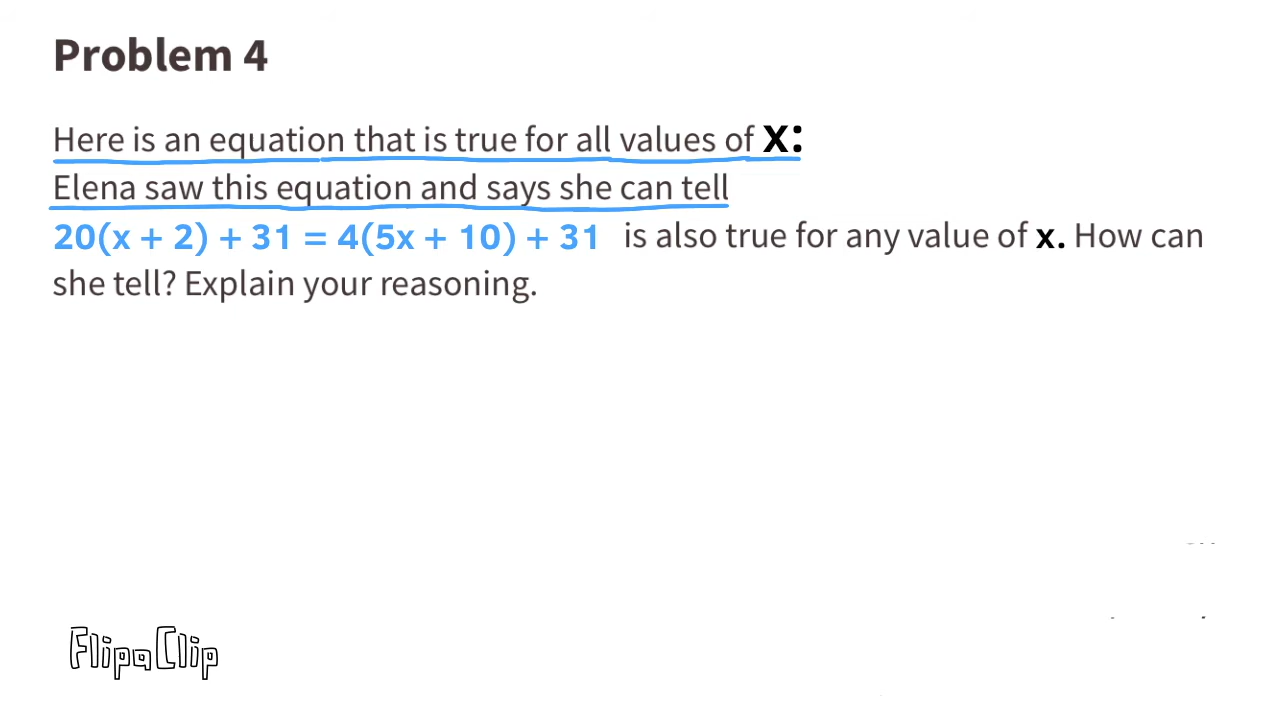 Problem 4
Here is an equation that is true for all values of x:
Elena saw this equation and says she can tell
20(x + 2) + 31 = 4(5x + 10) + 31 is also true for any value of x. How can
she tell? Explain your reasoning.
FlipaClip